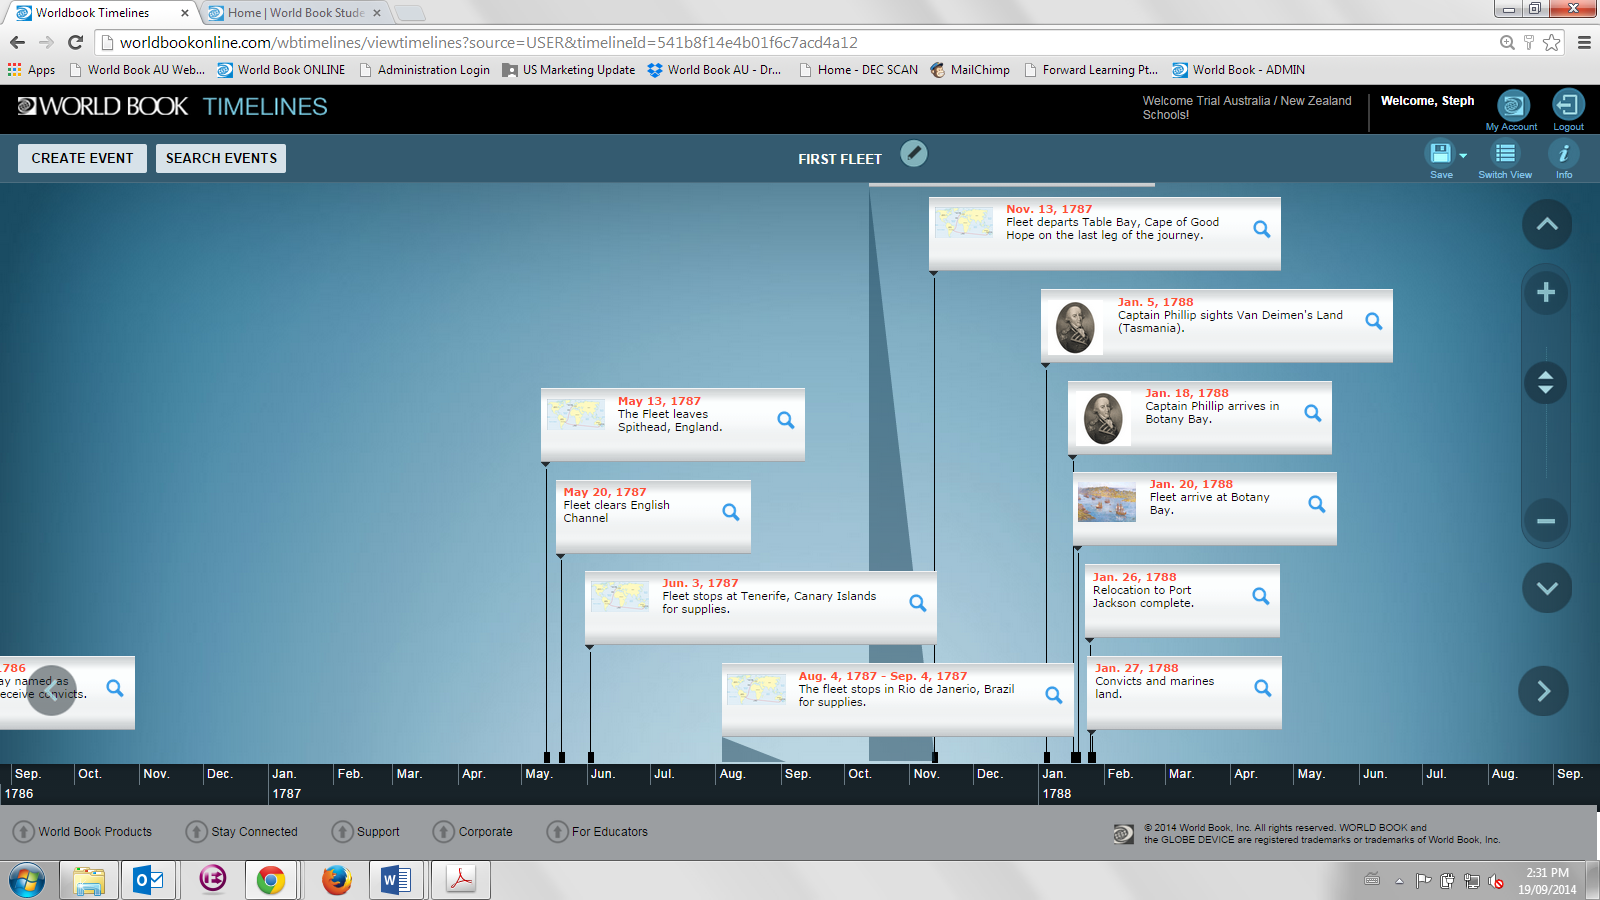 Worldbook Timelines
Home | World Book Stude
worldbookonline.com/wbtimelines/viewtimelines?source=USER&timelineId=541b8f14e4b01f6c7acd4a12
Apps World Book AU Web... World Book ONLINE Administration Login US Marketing Update World Book AU - Dr... Home - DEC SCAN MailChimp Forward Learning Pt... World Book - ADMIN
WORLD BOOK TIMELINES
Welcome Trial Australia / New Zealand
Schools!
Welcome, Steph
My Account
Logout
CREATE EVENT
SEARCH EVENTS
FIRST FLEET
Save
Switch View
Info
Nov. 13, 1787
Fleet departs Table Bay, Cape of Good
Hope on the last leg of the journey.
Jan. 5, 1788
Captain Phillip sights Van Deimen's Land
(Tasmania).
May 13, 1787
The Fleet leaves
Spithead, England.
Jan. 18, 1788
Captain Phillip arrives in
Botany Bay.
May 20, 1787
Fleet clears English
Channel
Jan. 20, 1788
Fleet arrive at Botany
Bay.
Jun. 3, 1787
Fleet stops at Tenerife, Canary Islands
for supplies.
Jan. 26, 1788
Relocation to Port
Jackson complete.
1786
ay named as
eceive convicts.
Aug. 4, 1787 - Sep. 4, 1787
The fleet stops in Rio de Janerio, Brazil
for supplies.
Jan. 27, 1788
Convicts and marines
land.
Sep. Oct. Nov. Dec. Jan. Feb. Mar. Apr. May. Jun. Jul. Aug. Sep. Oct. Nov. Dec. Jan. Feb. Mar. Apr. May. Jun. Jul. Aug. Sep.
1786 1787 1788
World Book Products
Stay Connected
Support
Corporate
For Educators
© 2014 World Book, Inc. All rights reserved. WORLD BOOK and
the GLOBE DEVICE are registered trademarks or trademarks of World Book, Inc.
2:31 PM
19/09/2014